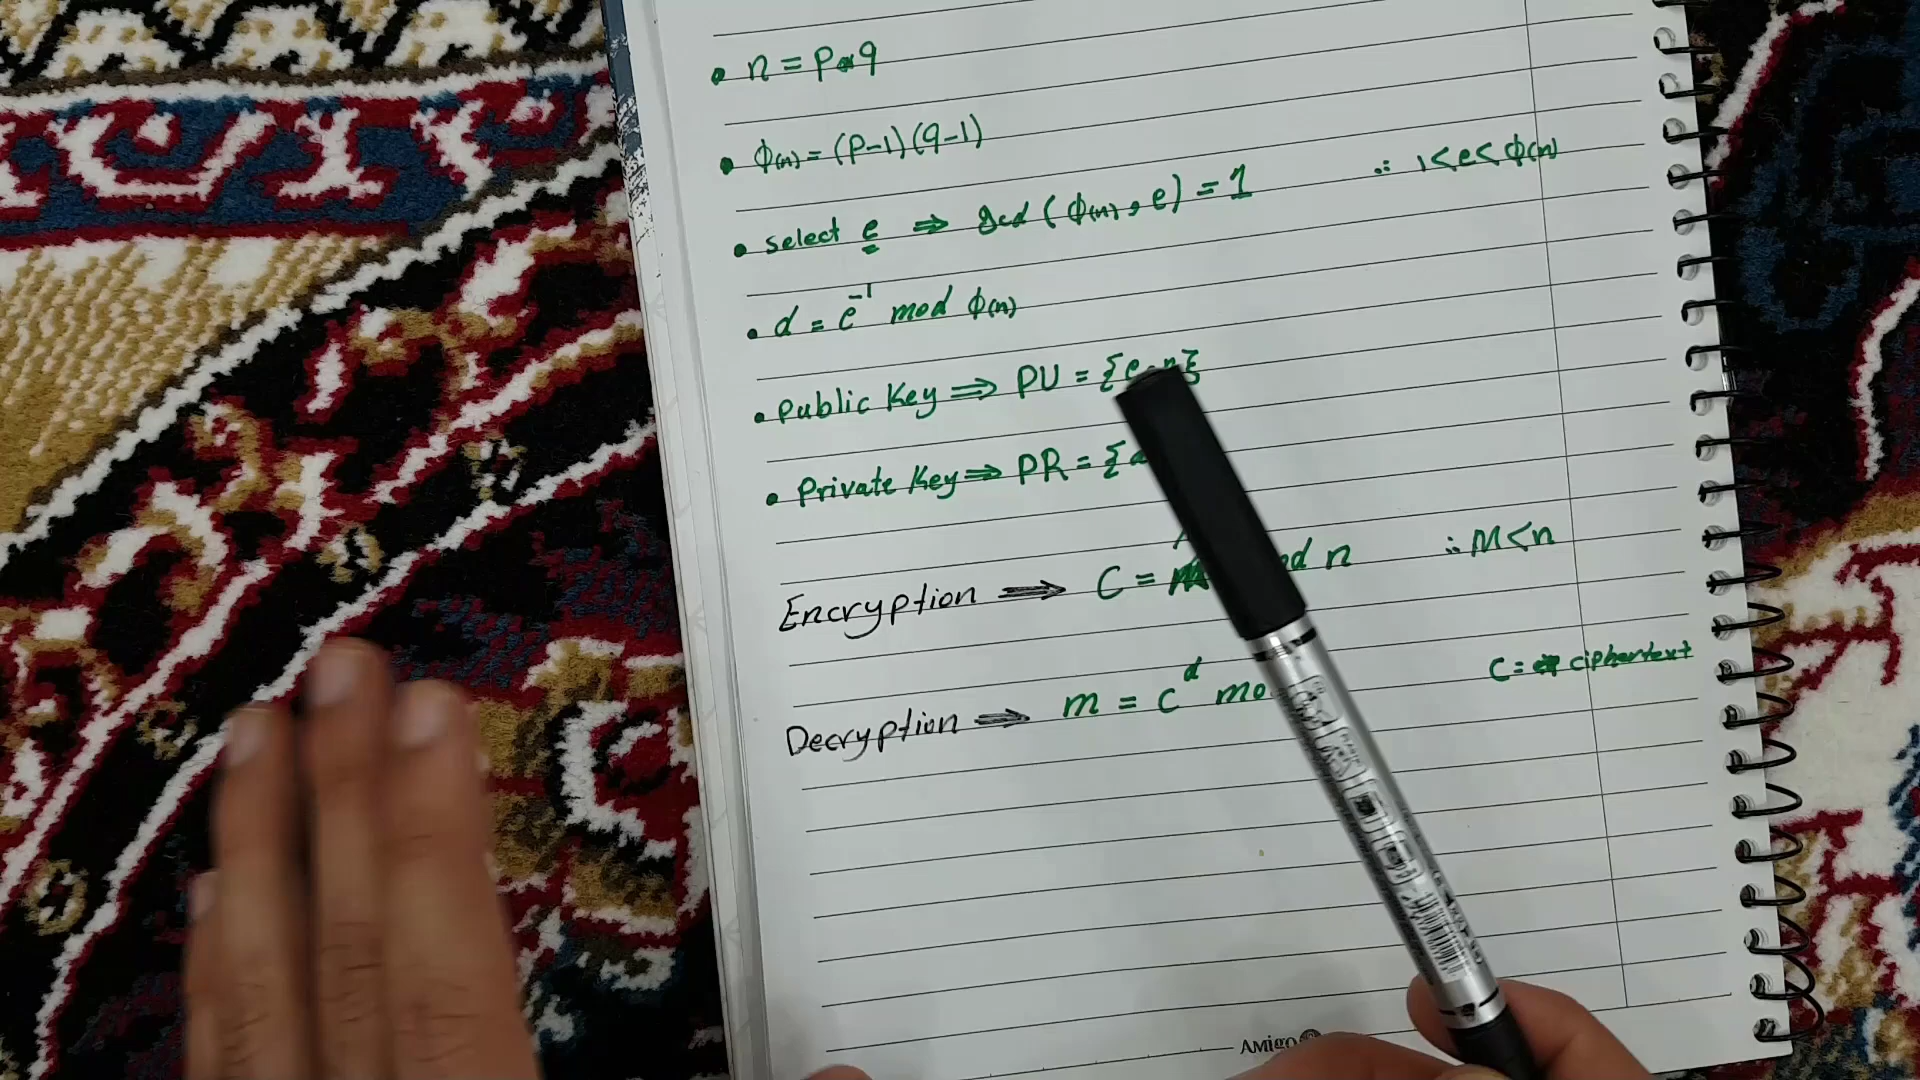 • n = p * q
• ϕ(n) = (P-1)(q-1)
• select e ⇒ gcd ( ϕ(n) , e ) = 1 ∴ 1<e<ϕ(n)
• d = e⁻¹ mod ϕ(n)
• Public Key ⇒ PU = {e, n}
• Private Key ⇒ PR = {
Encryption ⇒ C = n ∴ M<n
C = ciphertext
Decryption ⇒ m = c^d
Amigo